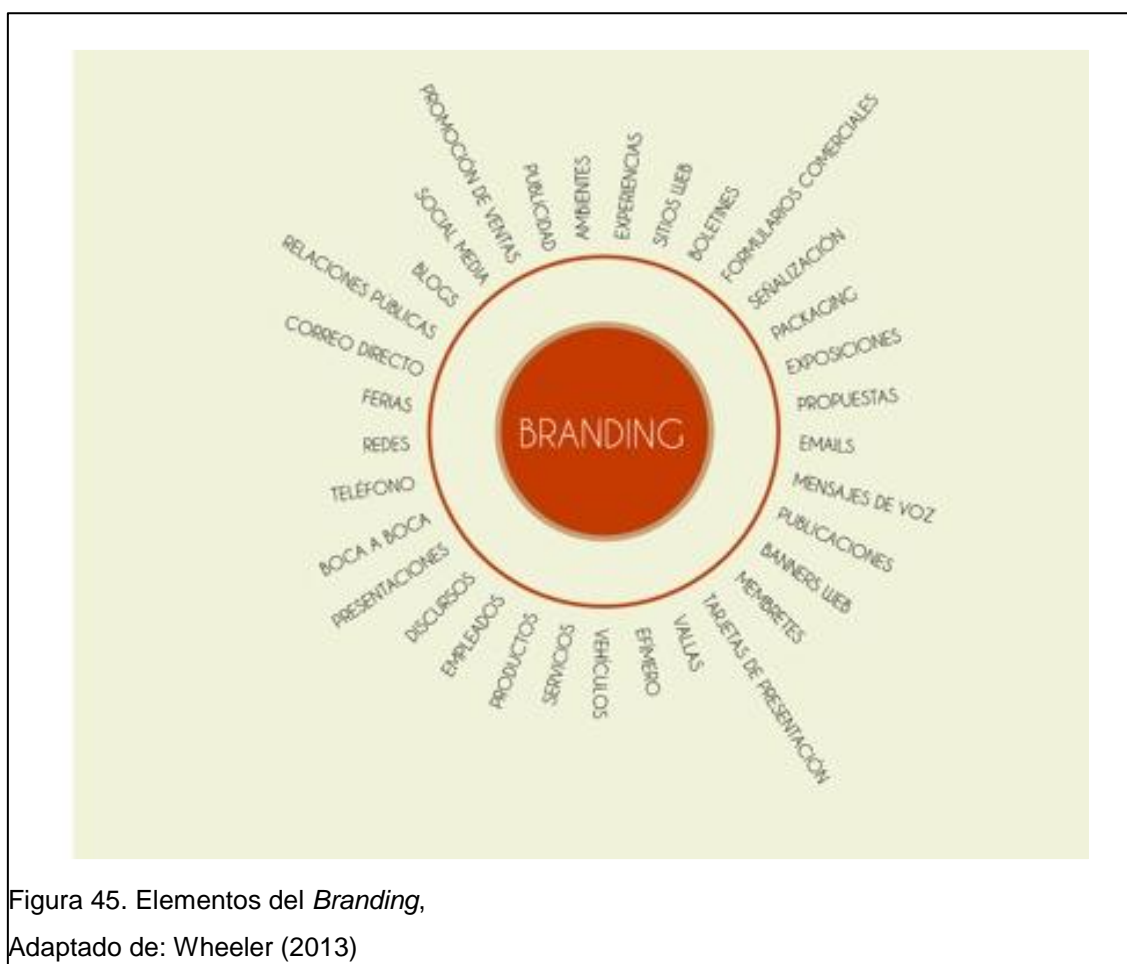 PROMOCIÓN DE VENTAS
PUBLICIDAD
AMBIENTES
EXPERIENCIAS
SITIOS WEB
BOLETINES
FORMULARIOS COMERCIALES
SEÑALIZACIÓN
PACKAGING
EXPOSICIONES
PROPUESTAS
EMAILS
MENSAJES DE VOZ
PUBLICACIONES
BANNERS WEB
MEMBRETES
TARJETAS DE PRESENTACIÓN
VALLAS
EFÍMERO
VEHÍCULOS
SERVICIOS
PRODUCTOS
EMPLEADOS
DISCURSOS
PRESENTACIONES
BOCA A BOCA
TELÉFONO
REDES
FERIAS
CORREO DIRECTO
RELACIONES PÚBLICAS
BLOGS
SOCIAL MEDIA
BRANDING
Figura 45. Elementos del Branding,
Adaptado de: Wheeler (2013)